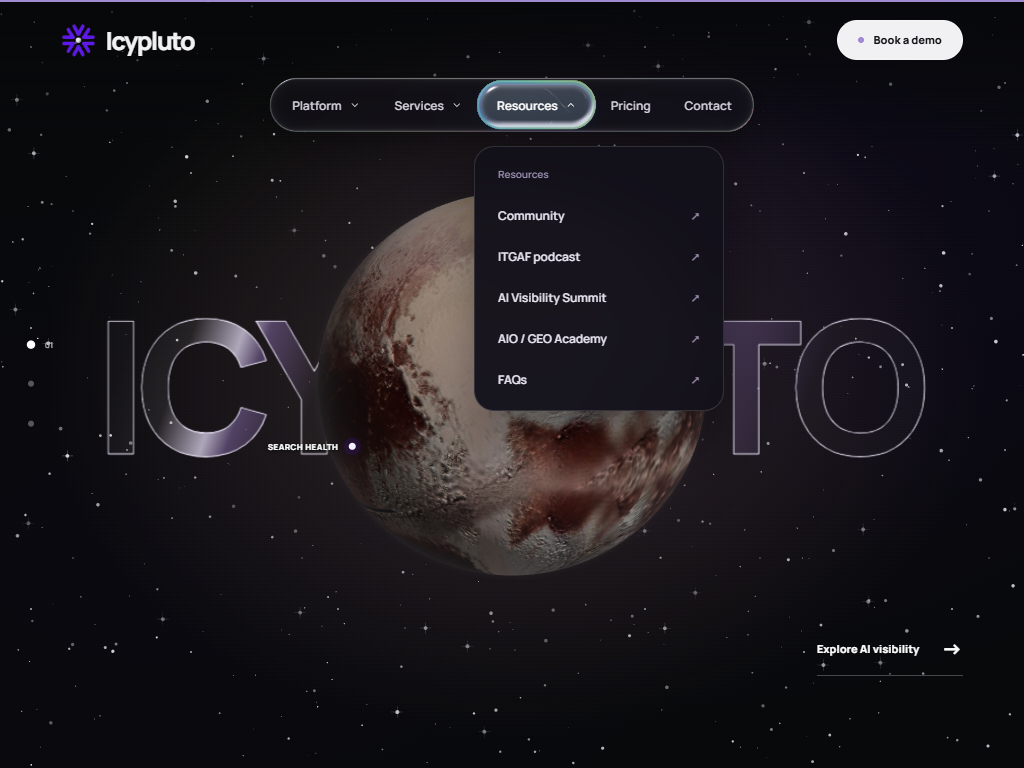 Icypluto
Book a demo
Platform
Services
Resources
Pricing
Contact
Resources
Community
ITGAF podcast
AI Visibility Summit
AIO / GEO Academy
FAQs
ICY
TO
01
SEARCH HEALTH
Explore AI visibility